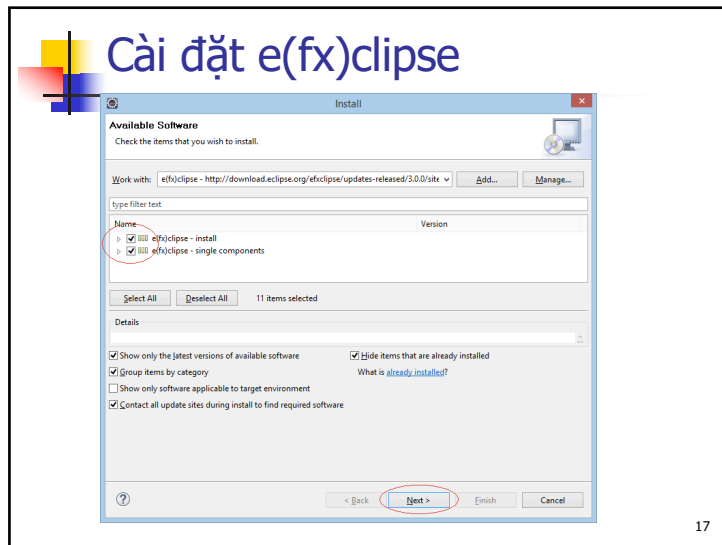 Cài đặt e(fx)clipse
Install
Available Software
Check the items that you wish to install.
Work with: e(fx)clipse - http://download.eclipse.org/efxclipse/updates-released/3.0.0/site Add... Manage...
type filter text
Name Version
e(fx)clipse - install
e(fx)clipse - single components
Select All Deselect All 11 items selected
Details
Show only the latest versions of available software Hide items that are already installed
Group items by category What is already installed?
Show only software applicable to target environment
Contact all update sites during install to find required software
? < Back Next > Finish Cancel
17